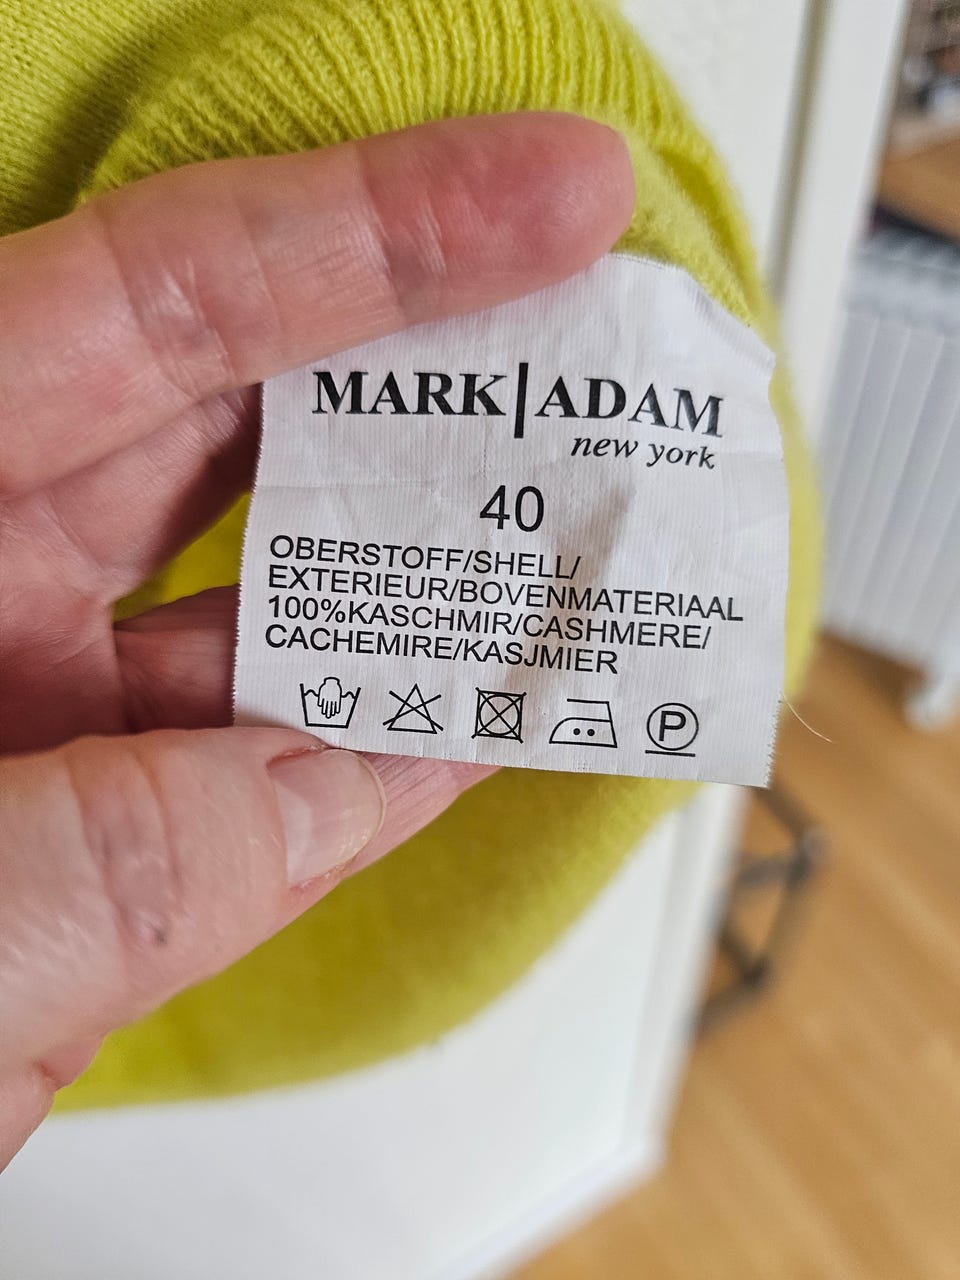 MARK|ADAM
new york
40
OBERSTOFF/SHELL/
EXTERIEUR/BOVENMATERIAAL
100%KASCHMIR/CASHMERE/
CACHEMIRE/KASJMIER
P